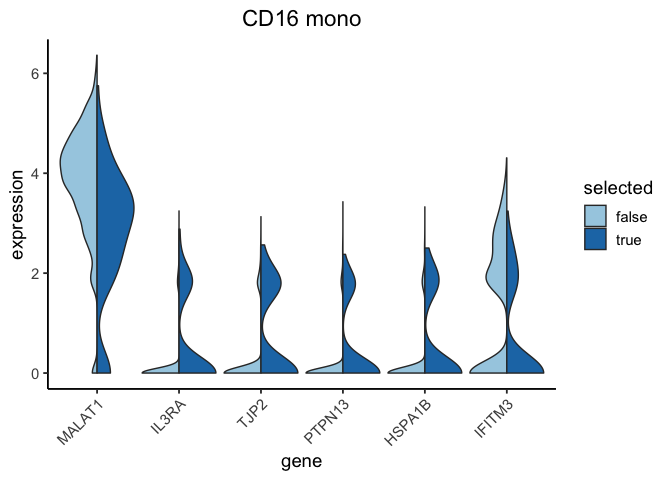 CD16 mono
expression
6
4
2
0
MALAT1
IL3RA
TJP2
PTPN13
HSPA1B
IFITM3
gene
selected
false
true